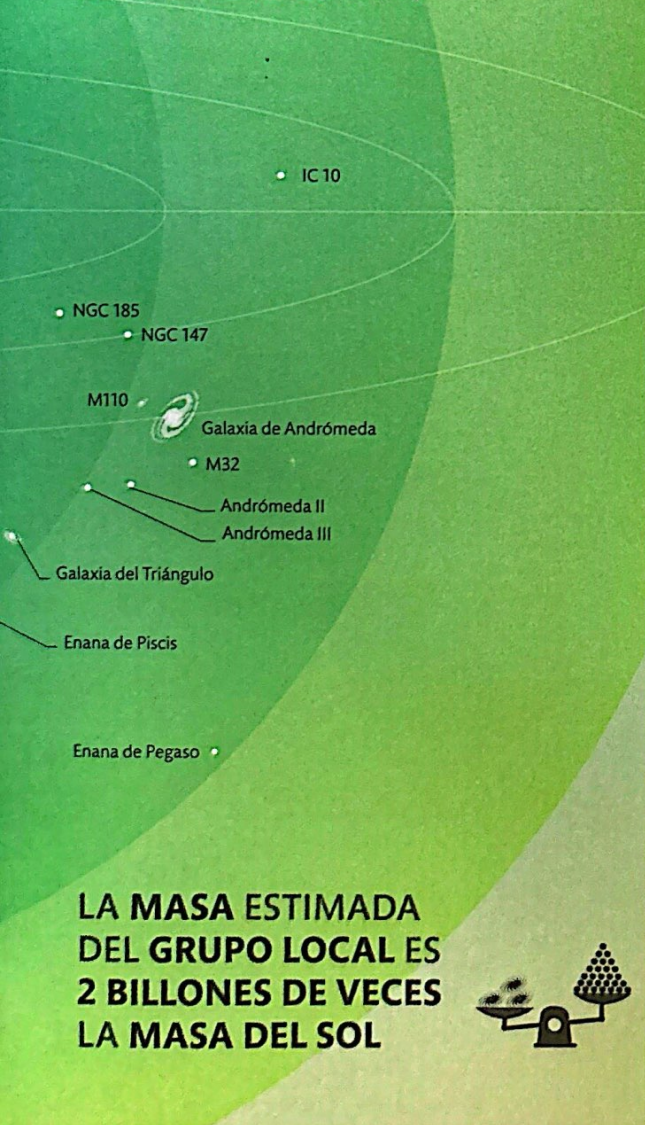 IC 10
NGC 185
NGC 147
M110
Galaxia de Andrómeda
M32
Andrómeda II
Andrómeda III
Galaxia del Triángulo
Enana de Piscis
Enana de Pegaso
LA MASA ESTIMADA
DEL GRUPO LOCAL ES
2 BILLONES DE VECES
LA MASA DEL SOL